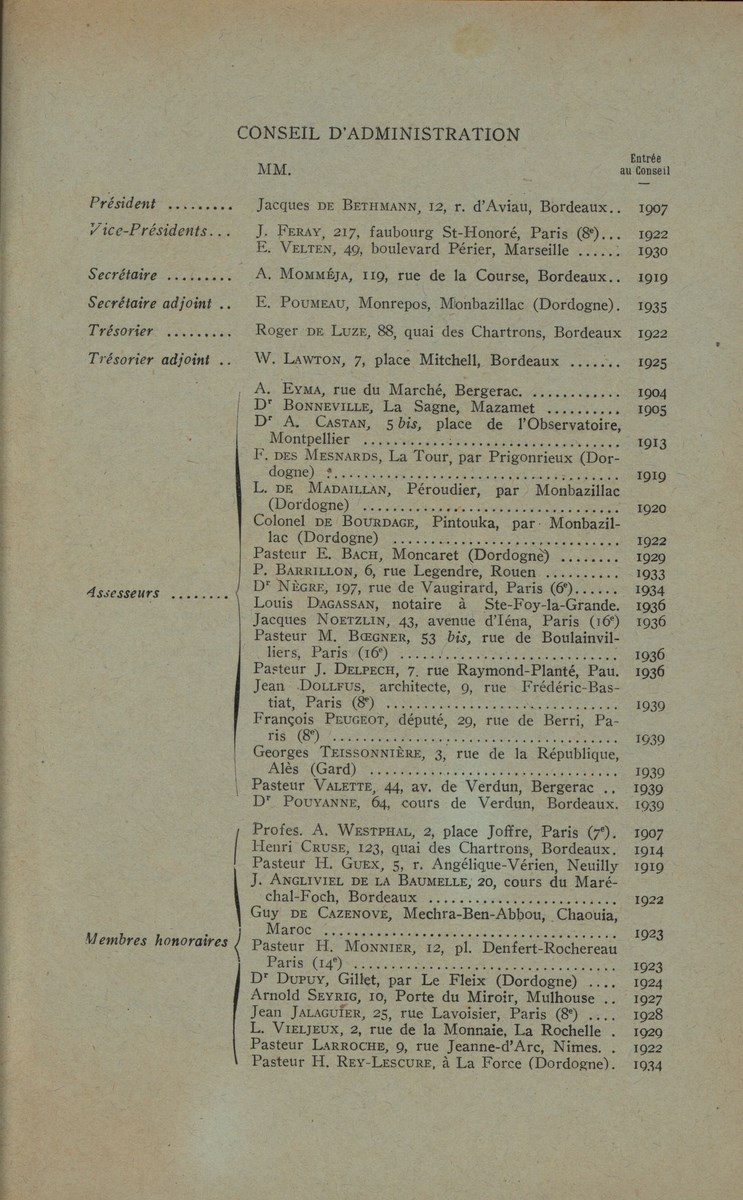 CONSEIL D'ADMINISTRATION
MM.
Entrée
au Conseil
Président ......... Jacques DE BETHMANN, 12, r. d'Aviau, Bordeaux.. 1907
Vice-Présidents... J. FERAY, 217, faubourg St-Honoré, Paris (8e)... 1922
E. VELTEN, 49, boulevard Périer, Marseille ...... 1930
Secrétaire ......... A. MOMMÉJA, 119, rue de la Course, Bordeaux.. 1919
Secrétaire adjoint .. E. POUMEAU, Monrepos, Monbazillac (Dordogne). 1935
Trésorier ......... Roger DE LUZE, 88, quai des Chartrons, Bordeaux 1922
Trésorier adjoint .. W. LAWTON, 7, place Mitchell, Bordeaux ....... 1925
A. EYMA, rue du Marché, Bergerac. ............ 1904
Dr BONNEVILLE, La Sagne, Mazamet .......... 1905
Dr A. CASTAN, 5 bis, place de l'Observatoire,
Montpellier ................................. 1913
F. DES MESNARDS, La Tour, par Prigonrieux (Dor-
dogne) .................................... 1919
L. DE MADAILLAN, Péroudier, par Monbazillac
(Dordogne) ................................. 1920
Colonel DE BOURDAGE, Pintouka, par Monbazil-
lac (Dordogne) ............................. 1922
Pasteur E. BACH, Moncaret (Dordogne) ........ 1929
P. BARRILLON, 6, rue Legendre, Rouen .......... 1933
Assesseurs ........ Dr NÈGRE, 197, rue de Vaugirard, Paris (6e)...... 1934
Louis DAGASSAN, notaire à Ste-Foy-la-Grande. 1936
Jacques NOETZLIN, 43, avenue d'Iéna, Paris (16e) 1936
Pasteur M. BŒGNER, 53 bis, rue de Boulainvil-
liers, Paris (16e) ............................ 1936
Pasteur J. DELPECH, 7, rue Raymond-Planté, Pau. 1936
Jean DOLLFUS, architecte, 9, rue Frédéric-Bas-
tiat, Paris (8e) .............................. 1939
François PEUGEOT, député, 29, rue de Berri, Pa-
ris (8e) ..................................... 1939
Georges TEISSONNIÈRE, 3, rue de la République,
Alès (Gard) ................................ 1939
Pasteur VALETTE, 44, av. de Verdun, Bergerac .. 1939
Dr POUYANNE, 64, cours de Verdun, Bordeaux. 1939
Profes. A. WESTPHAL, 2, place Joffre, Paris (7e). 1907
Henri CRUSE, 123, quai des Chartrons, Bordeaux. 1914
Pasteur H. GUEX, 5, r. Angélique-Vérien, Neuilly 1919
J. ANGLIVIEL DE LA BAUMELLE, 20, cours du Maré-
chal-Foch, Bordeaux ........................ 1922
Guy DE CAZENOVE, Mechra-Ben-Abbou, Chaouia,
Maroc ...................................... 1923
Membres honoraires Pasteur H. MONNIER, 12, pl. Denfert-Rochereau
Paris (14e) .................................. 1923
Dr DUPUY, Gillet, par Le Fleix (Dordogne) .... 1924
Arnold SEYRIG, 10, Porte du Miroir, Mulhouse .. 1927
Jean JALAGUIER, 25, rue Lavoisier, Paris (8e) .... 1928
L. VIELJEUX, 2, rue de la Monnaie, La Rochelle . 1929
Pasteur LARROCHE, 9, rue Jeanne-d'Arc, Nimes. . 1922
Pasteur H. REY-LESCURE, à La Force (Dordogne). 1934